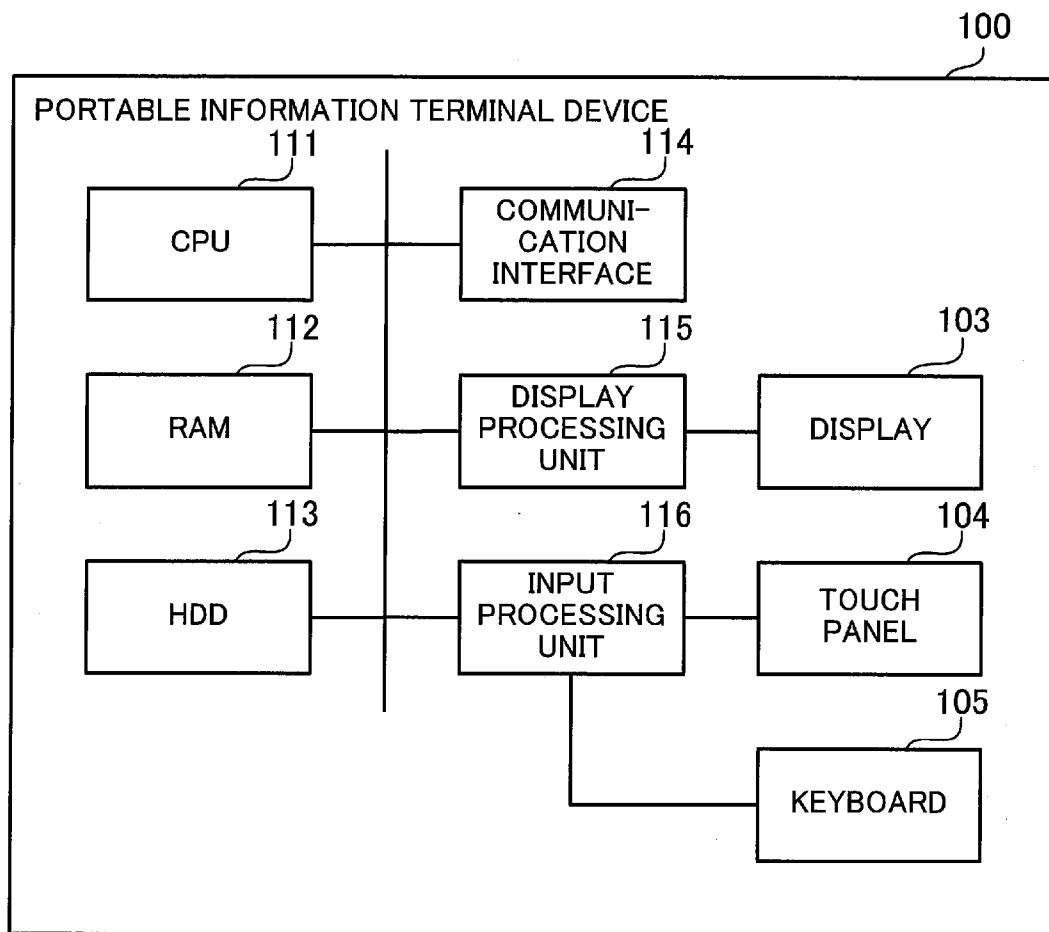 100
PORTABLE INFORMATION TERMINAL DEVICE
111
CPU
114
COMMUNI-
CATION
INTERFACE
112
RAM
115
DISPLAY
PROCESSING
UNIT
103
DISPLAY
113
HDD
116
INPUT
PROCESSING
UNIT
104
TOUCH
PANEL
105
KEYBOARD